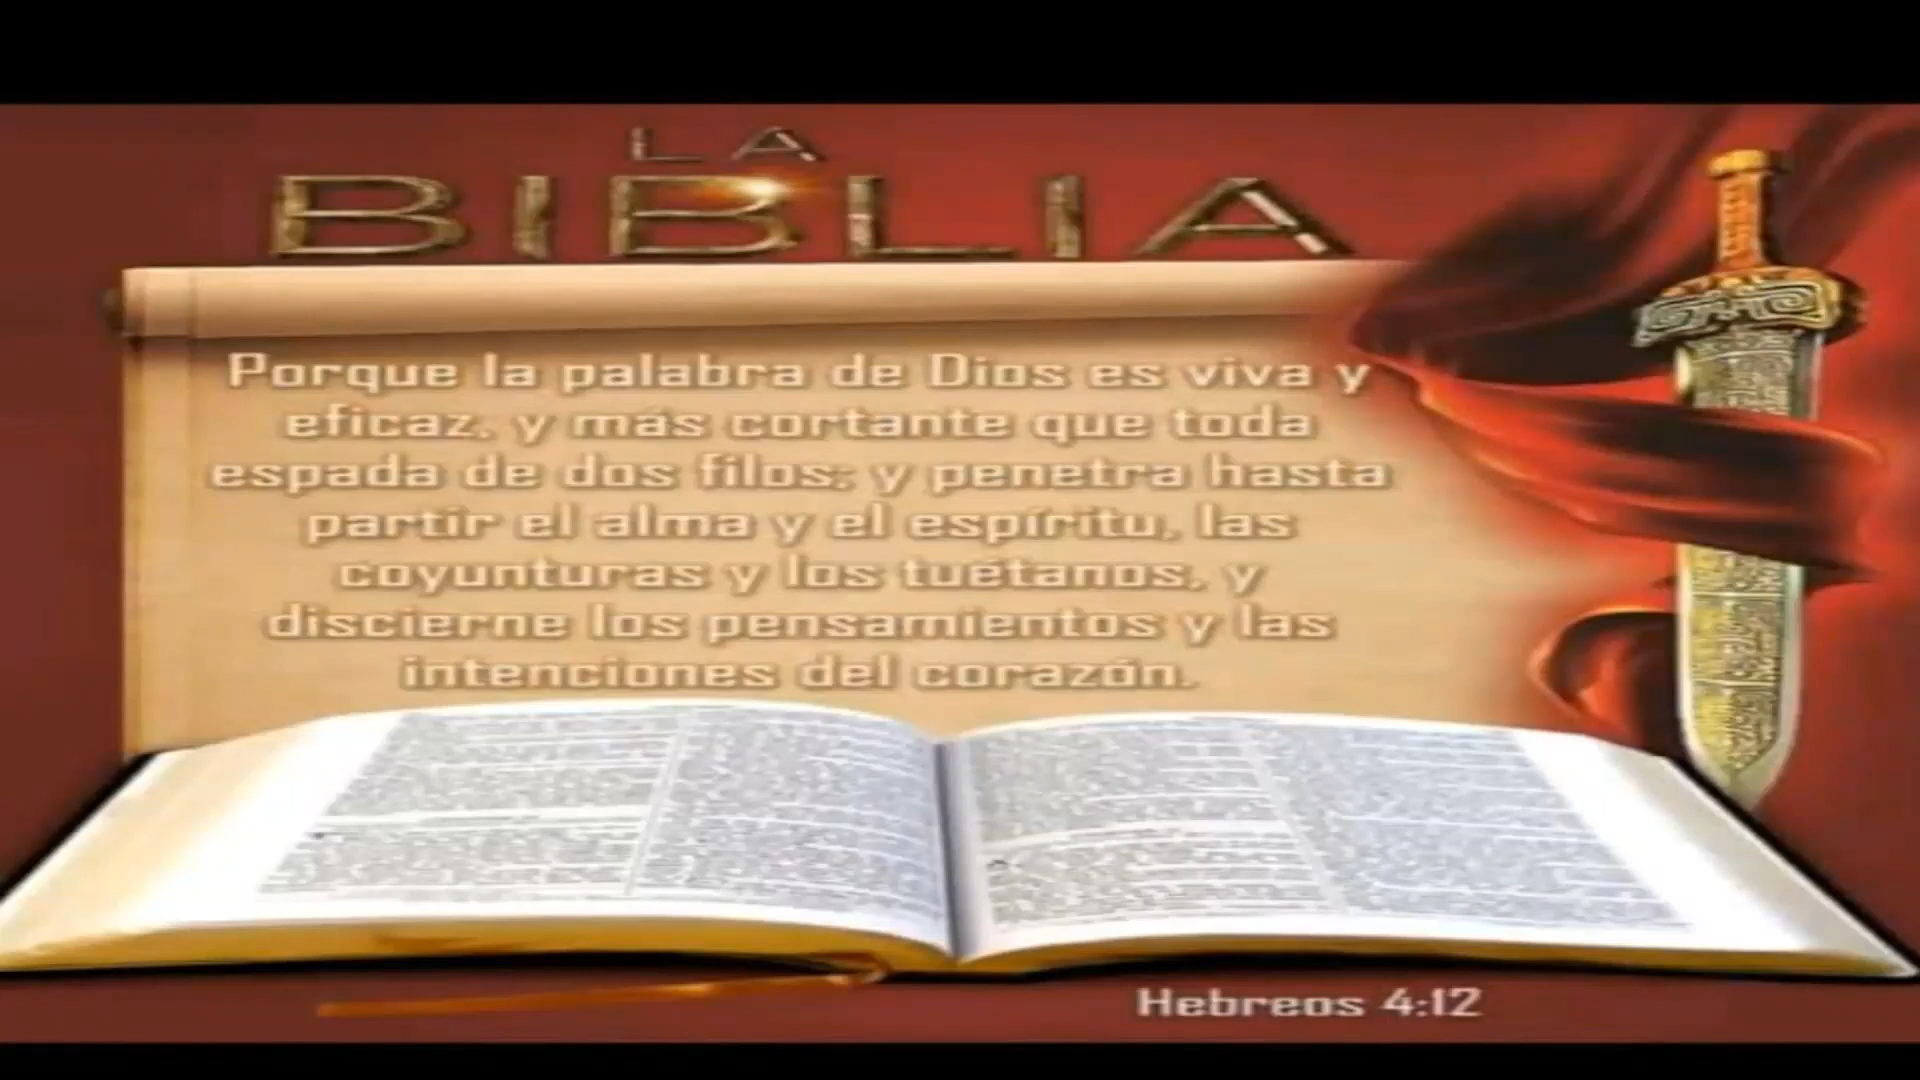 LA
BIBLIA
Porque la palabra de Dios es viva y
eficaz, y más cortante que toda
espada de dos filos; y penetra hasta
partir el alma y el espíritu, las
coyunturas y los tuétanos, y
discierne los pensamientos y las
intenciones del corazón.
Hebreos 4:12